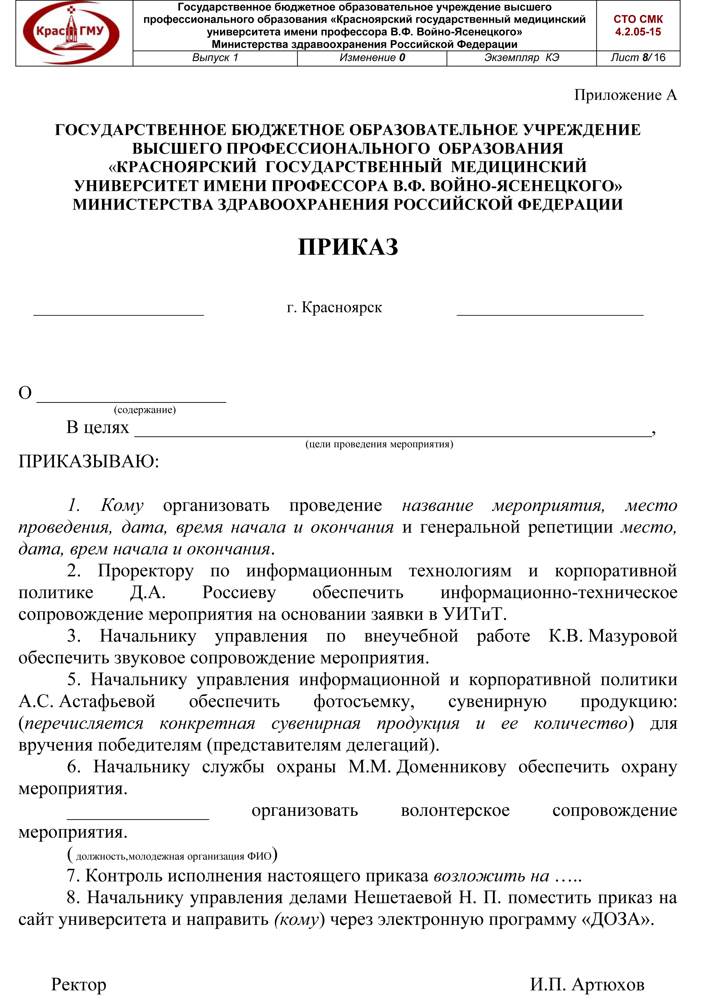 Крас ГМУ
Государственное бюджетное образовательное учреждение высшего
профессионального образования «Красноярский государственный медицинский
университета имени профессора В.Ф. Войно-Ясенецкого»
Министерства здравоохранения Российской Федерации
СТО СМК
4.2.05-15
Выпуск 1
Изменение 0
Экземпляр КЭ
Лист 8/ 16
Приложение А
ГОСУДАРСТВЕННОЕ БЮДЖЕТНОЕ ОБРАЗОВАТЕЛЬНОЕ УЧРЕЖДЕНИЕ
ВЫСШЕГО ПРОФЕССИОНАЛЬНОГО ОБРАЗОВАНИЯ
«КРАСНОЯРСКИЙ ГОСУДАРСТВЕННЫЙ МЕДИЦИНСКИЙ
УНИВЕРСИТЕТ ИМЕНИ ПРОФЕССОРА В.Ф. ВОЙНО-ЯСЕНЕЦКОГО»
МИНИСТЕРСТВА ЗДРАВООХРАНЕНИЯ РОССИЙСКОЙ ФЕДЕРАЦИИ
ПРИКАЗ
____________________ г. Красноярск ______________________
О ____________________
(содержание)
В целях ______________________________________________________,
(цели проведения мероприятия)
ПРИКАЗЫВАЮ:
1. Кому организовать проведение название мероприятия, место
проведения, дата, время начала и окончания и генеральной репетиции место,
дата, врем начала и окончания.
2. Проректору по информационным технологиям и корпоративной
политике Д.А. Россиеву обеспечить информационно-техническое
сопровождение мероприятия на основании заявки в УИТиТ.
3. Начальнику управления по внеучебной работе К.В. Мазуровой
обеспечить звуковое сопровождение мероприятия.
5. Начальнику управления информационной и корпоративной политики
А.С. Астафьевой обеспечить фотосъемку, сувенирную продукцию:
(перечисляется конкретная сувенирная продукция и ее количество) для
вручения победителям (представителям делегаций).
6. Начальнику службы охраны М.М. Доменникову обеспечить охрану
мероприятия.
_______________ организовать волонтерское сопровождение
мероприятия.
( должность,молодежная организация ФИО)
7. Контроль исполнения настоящего приказа возложить на …..
8. Начальнику управления делами Нешетаевой Н. П. поместить приказ на
сайт университета и направить (кому) через электронную программу «ДОЗА».
Ректор И.П. Артюхов